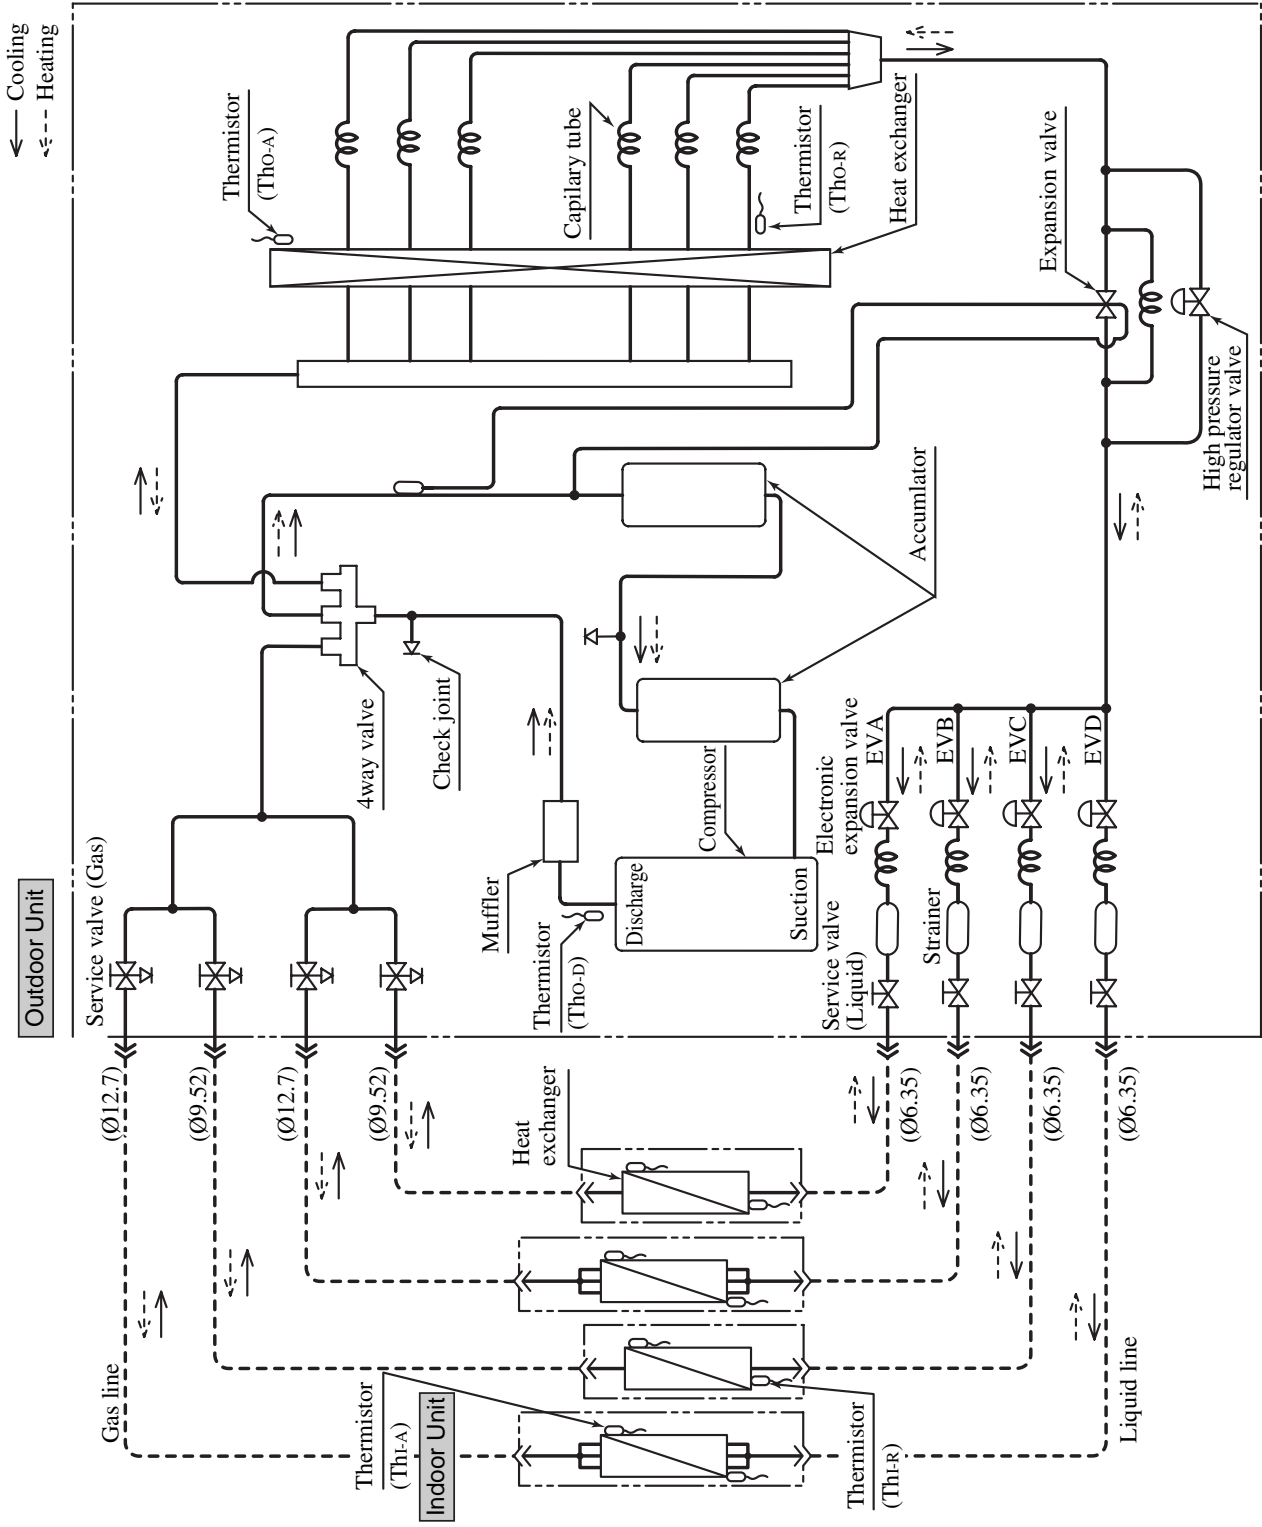 Cooling
Heating
Outdoor Unit
Service valve (Gas)
4way valve
Check joint
Thermistor
(ThO-A)
Capilary tube
Thermistor
(ThO-R)
Heat exchanger
Expansion valve
High pressure
regulator valve
Accumlator
Muffler
Thermistor
(ThO-D)
Discharge
Suction
Compressor
Electronic
expansion valve
EVA
EVB
EVC
EVD
Strainer
Service valve
(Liquid)
(Ø12.7)
(Ø9.52)
(Ø12.7)
(Ø9.52)
(Ø6.35)
(Ø6.35)
(Ø6.35)
(Ø6.35)
Heat
exchanger
Gas line
Thermistor
(ThI-A)
Indoor Unit
Thermistor
(ThI-R)
Liquid line